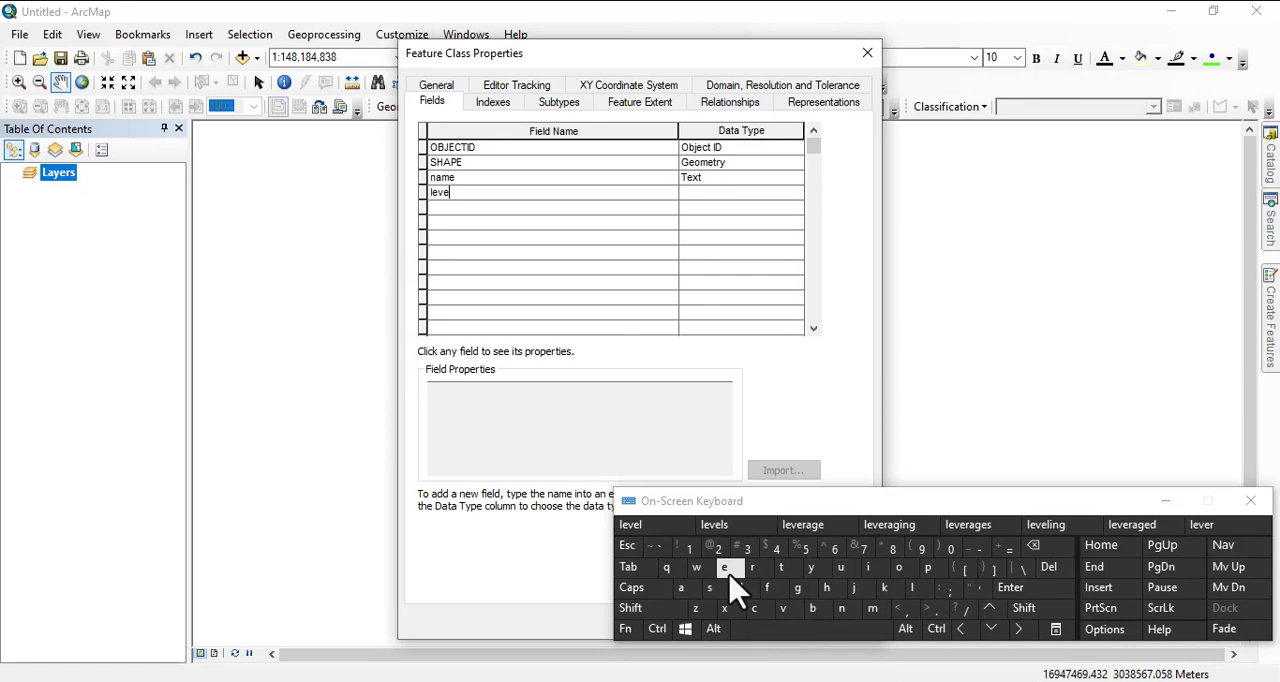 Untitled - ArcMap
File Edit View Bookmarks Insert Selection Geoprocessing Customize Windows Help
1:148,184,838
10 B I U A
Classification
Table Of Contents
Layers
Feature Class Properties
General Editor Tracking XY Coordinate System Domain, Resolution and Tolerance
Fields Indexes Subtypes Feature Extent Relationships Representations
Field Name Data Type
OBJECTID Object ID
SHAPE Geometry
name Text
leve
Click any field to see its properties.
Field Properties
Import...
To add a new field, type the name into an e
the Data Type column to choose the data ty
Catalog
Search
Create Features
On-Screen Keyboard
level levels leverage leveraging leverages leveling leveraged lever
Esc ~ ` ! 1 @ 2 # 3 $ 4 % 5 ^ 6 & 7 * 8 ( 9 ) 0 _ - + = Home PgUp Nav
Tab q w e r t y u i o p { [ } ] | \ Del End PgDn Mv Up
Caps a s f g h j k l : ; " ' Enter Insert Pause Mv Dn
Shift z x c v b n m < , > . ? / Shift PrtScn ScrLk Dock
Fn Ctrl Alt Alt Ctrl Options Help Fade
16947469.432 3038567.058 Meters